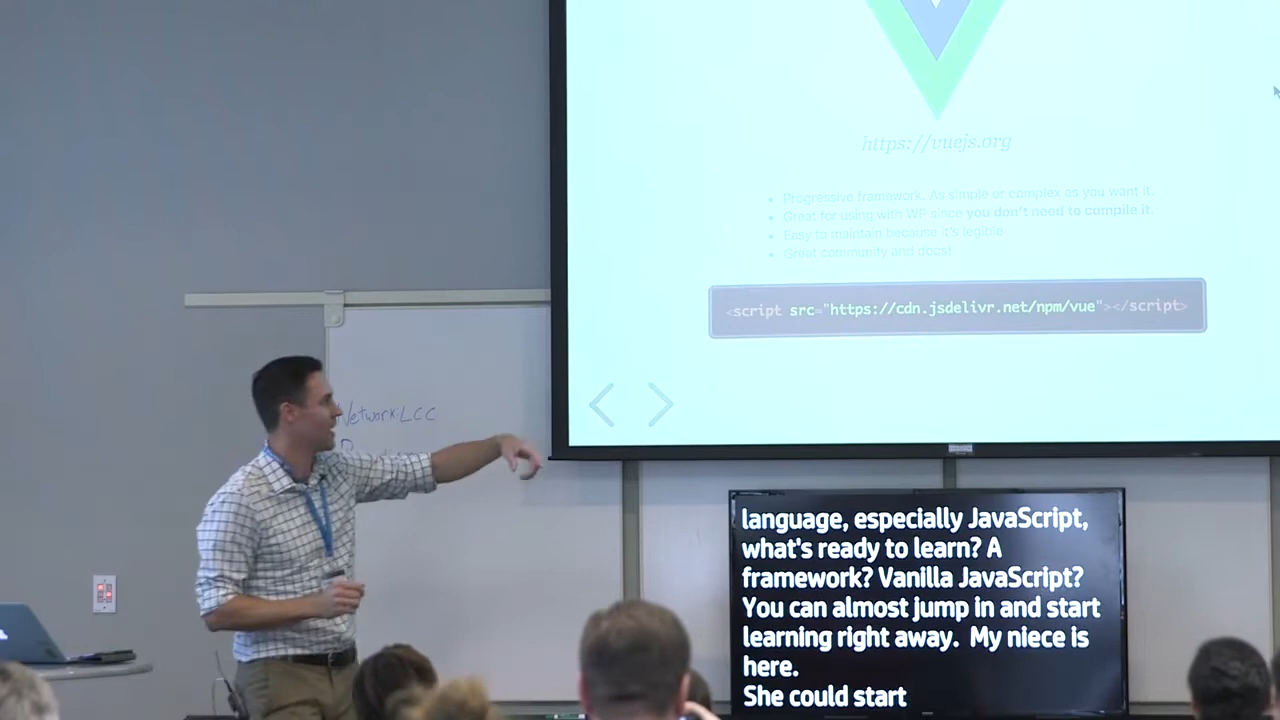 https://vuejs.org
Progressive framework. As simple or complex as you want it.
Great for using with WP since you don't need to compile it.
Easy to maintain because it's legible
Great community and docs!
<script src="https://cdn.jsdelivr.net/npm/vue"></script>
Network:LCC
language, especially JavaScript,
what's ready to learn? A
framework? Vanilla JavaScript?
You can almost jump in and start
learning right away. My niece is
here.
She could start